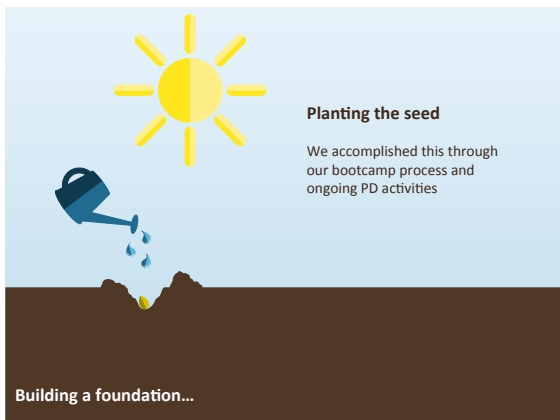 Planting the seed
We accomplished this through
our bootcamp process and
ongoing PD activities
Building a foundation...